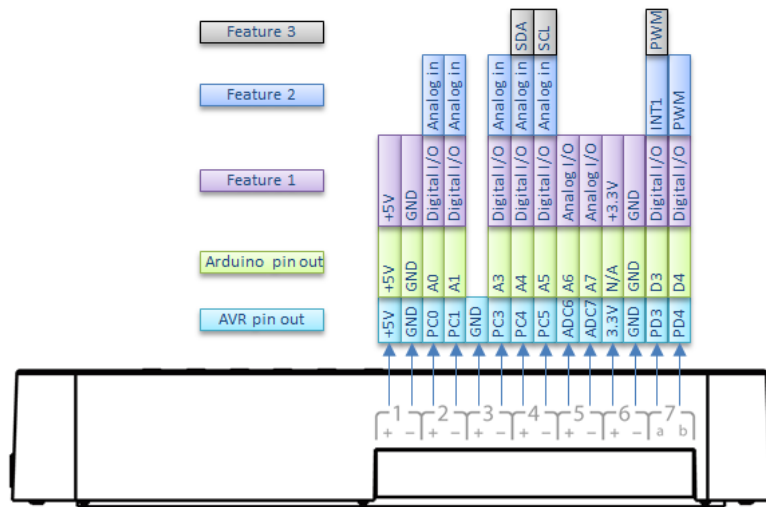 Feature 3 SDA SCL PWM
Feature 2 Analog in Analog in Analog in Analog in Analog in INT1 PWM
Feature 1 +5V GND Digital I/O Digital I/O Digital I/O Digital I/O Digital I/O Analog I/O Analog I/O +3.3V GND Digital I/O Digital I/O
Arduino pin out +5V GND A0 A1 A3 A4 A5 A6 A7 N/A GND D3 D4
AVR pin out +5V GND PC0 PC1 GND PC3 PC4 PC5 ADC6 ADC7 3.3V GND PD3 PD4
1 2 3 4 5 6 7
+ − + − + − + − + − + − a b